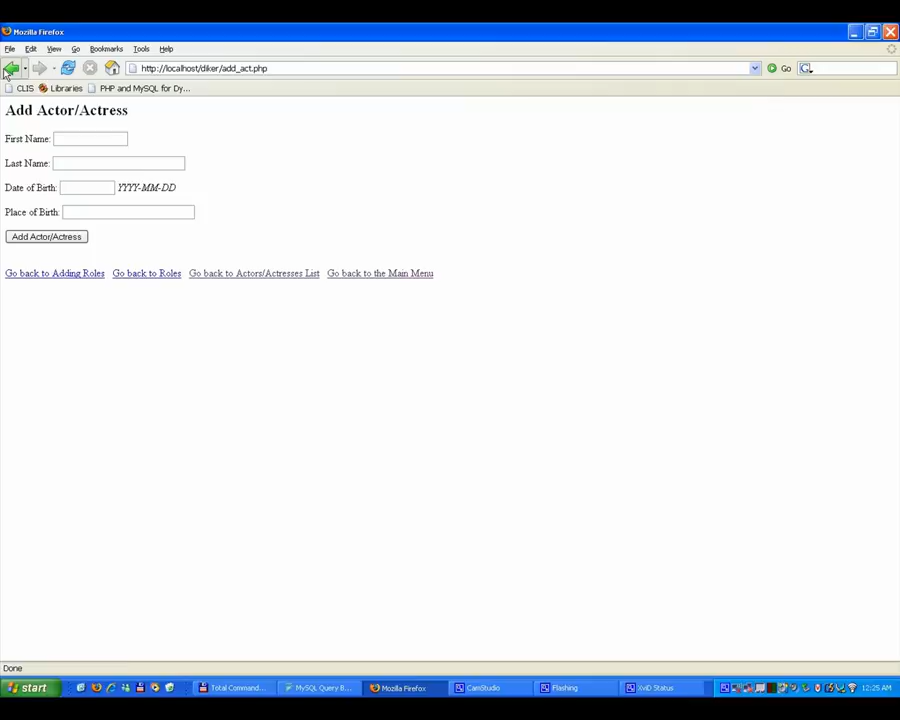 Mozilla Firefox
File Edit View Go Bookmarks Tools Help
http://localhost/diker/add_act.php Go
CLIS Libraries PHP and MySQL for Dy...
Add Actor/Actress
First Name:
Last Name:
Date of Birth: YYYY-MM-DD
Place of Birth:
Add Actor/Actress
Go back to Adding Roles Go back to Roles Go back to Actors/Actresses List Go back to the Main Menu
Done
start Total Command... MySQL Query B... Mozilla Firefox CamStudio Flashing XviD Status 12:25 AM